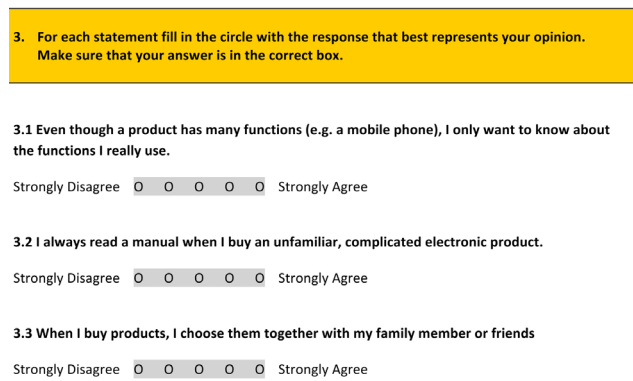 3. For each statement fill in the circle with the response that best represents your opinion.
Make sure that your answer is in the correct box.
3.1 Even though a product has many functions (e.g. a mobile phone), I only want to know about
the functions I really use.
Strongly Disagree O O O O O Strongly Agree
3.2 I always read a manual when I buy an unfamiliar, complicated electronic product.
Strongly Disagree O O O O O Strongly Agree
3.3 When I buy products, I choose them together with my family member or friends
Strongly Disagree O O O O O Strongly Agree